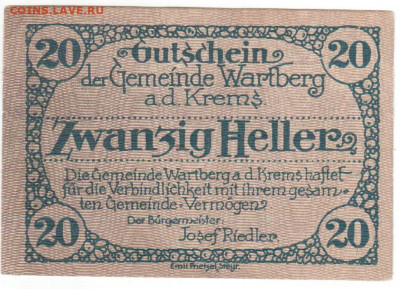 COINS.LAVE.RU
20 Gutschein 20
der Gemeinde Wartberg
a.d. Krems
Zwanzig Heller
Die Gemeinde Wartberg a.d. Krems haftet
für die Verbindlichkeit mit ihrem gesam-
ten Gemeinde-Vermögen
Der Bürgermeister:
20 Josef Riedler. 20
Emil Prietzel Steyr.